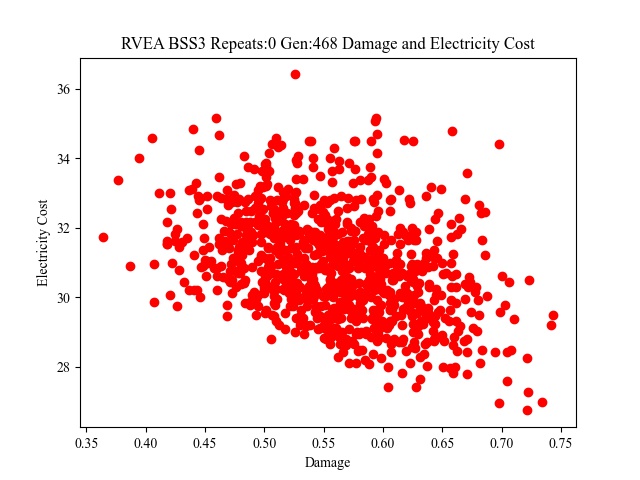 RVEA BSS3 Repeats:0 Gen:468 Damage and Electricity Cost
36
34
32
30
28
Electricity Cost
0.35 0.40 0.45 0.50 0.55 0.60 0.65 0.70 0.75
Damage